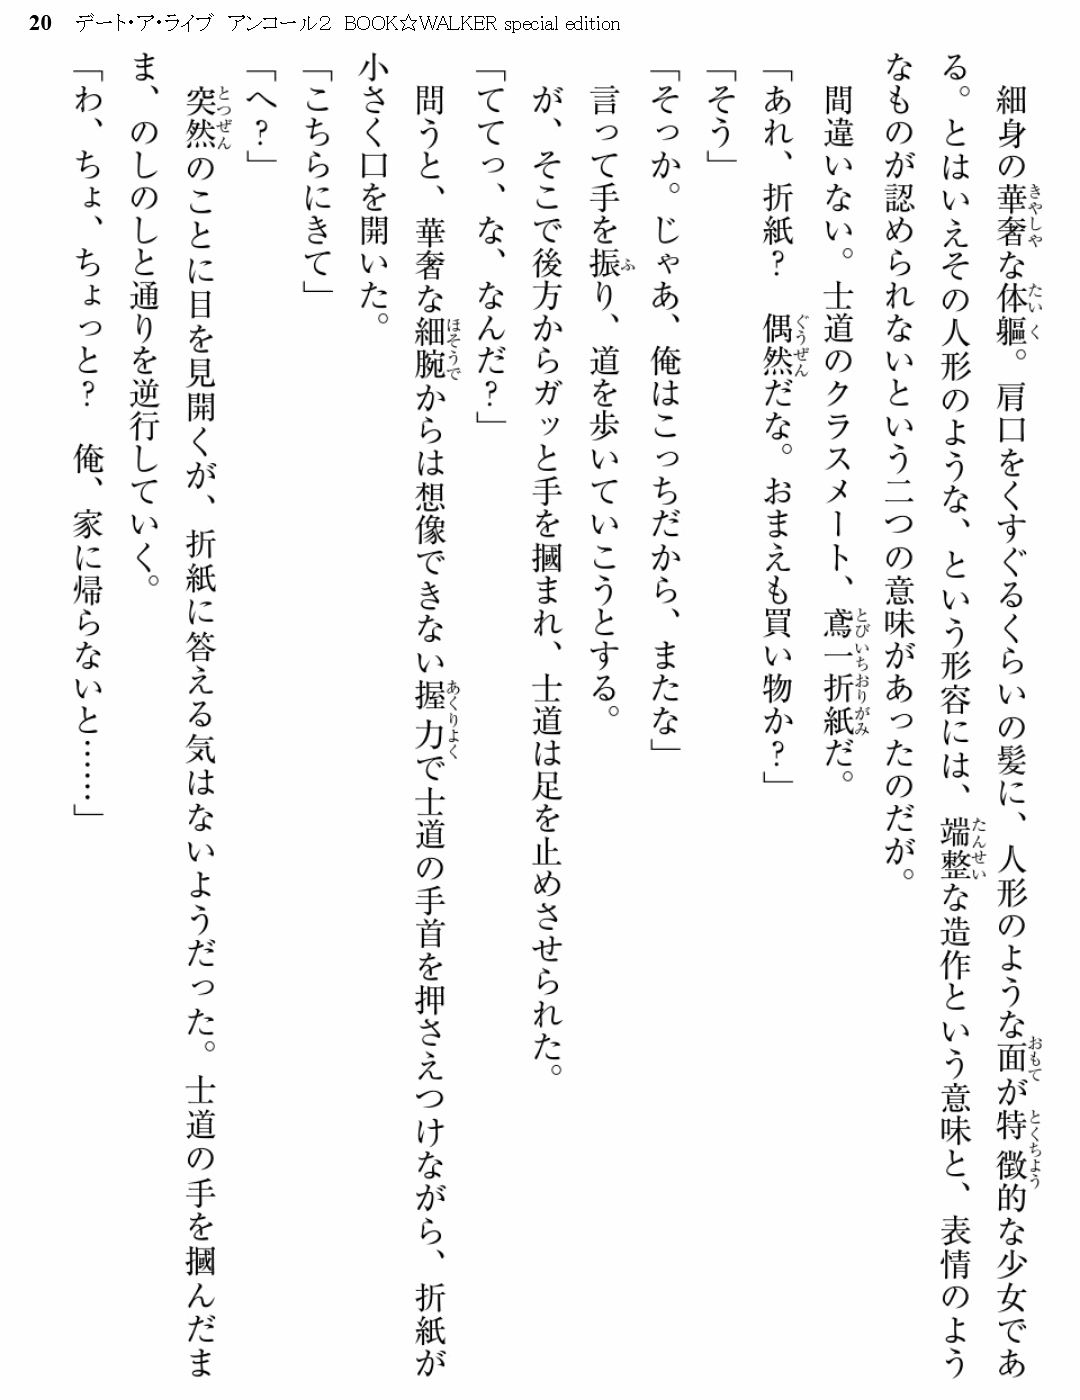 20 デート・ア・ライブ アンコール2 BOOK☆WALKER special edition
　細身の華奢な体軀。肩口をくすぐるくらいの髪に、人形のような面が特徴的な少女であ
る。とはいえその人形のような、という形容には、端整な造作という意味と、表情のよう
なものが認められないという二つの意味があったのだが。
　間違いない。士道のクラスメート、鳶一折紙だ。
「あれ、折紙？　偶然だな。おまえも買い物か？」
「そう」
「そっか。じゃあ、俺はこっちだから、またな」
　言って手を振り、道を歩いていこうとする。
　が、そこで後方からガッと手を摑まれ、士道は足を止めさせられた。
「ててっ、な、なんだ？」
　問うと、華奢な細腕からは想像できない握力で士道の手首を押さえつけながら、折紙が
小さく口を開いた。
「こちらにきて」
「へ？」
　突然のことに目を見開くが、折紙に答える気はないようだった。士道の手を摑んだま
ま、のしのしと通りを逆行していく。
「わ、ちょ、ちょっと？　俺、家に帰らないと……」